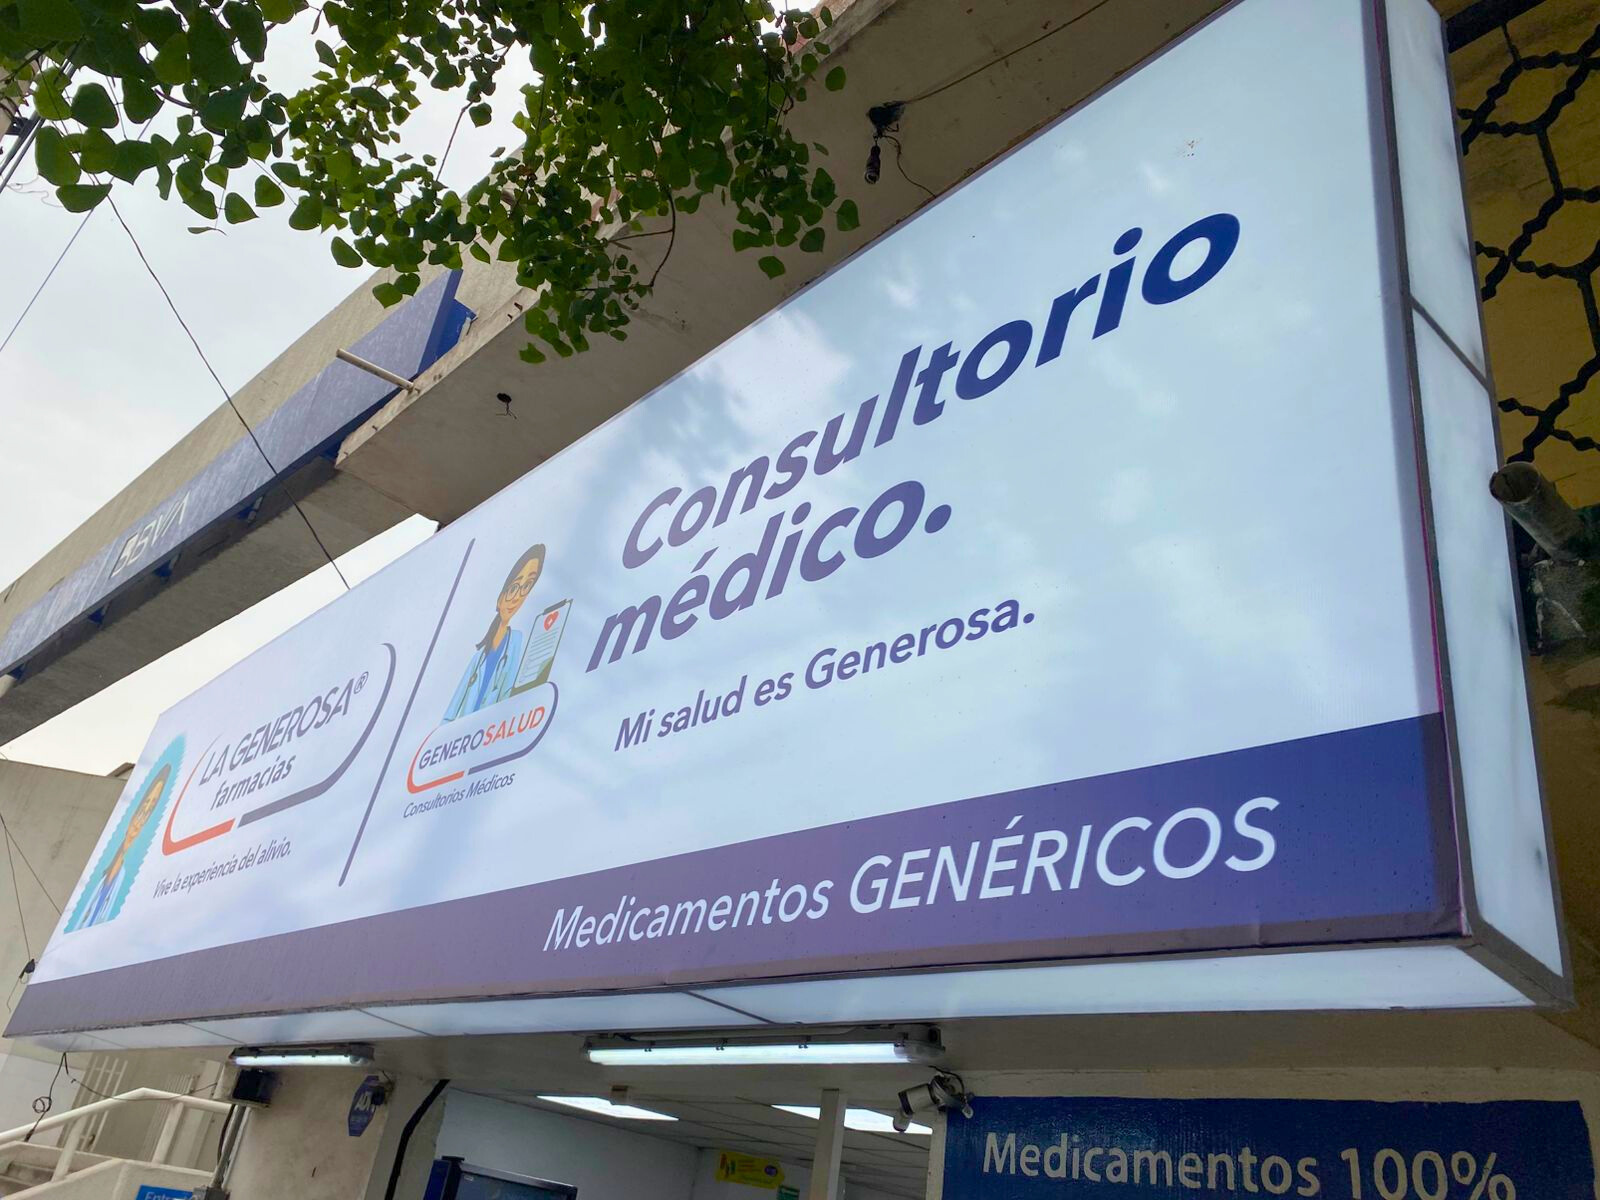 BBVA
LA GENEROSA®
farmacias
Vive la experiencia del alivio.
GENEROSALUD
Consultorios Médicos
Consultorio
médico.
Mi salud es Generosa.
Medicamentos GENÉRICOS
ADT
Medicamentos 100%